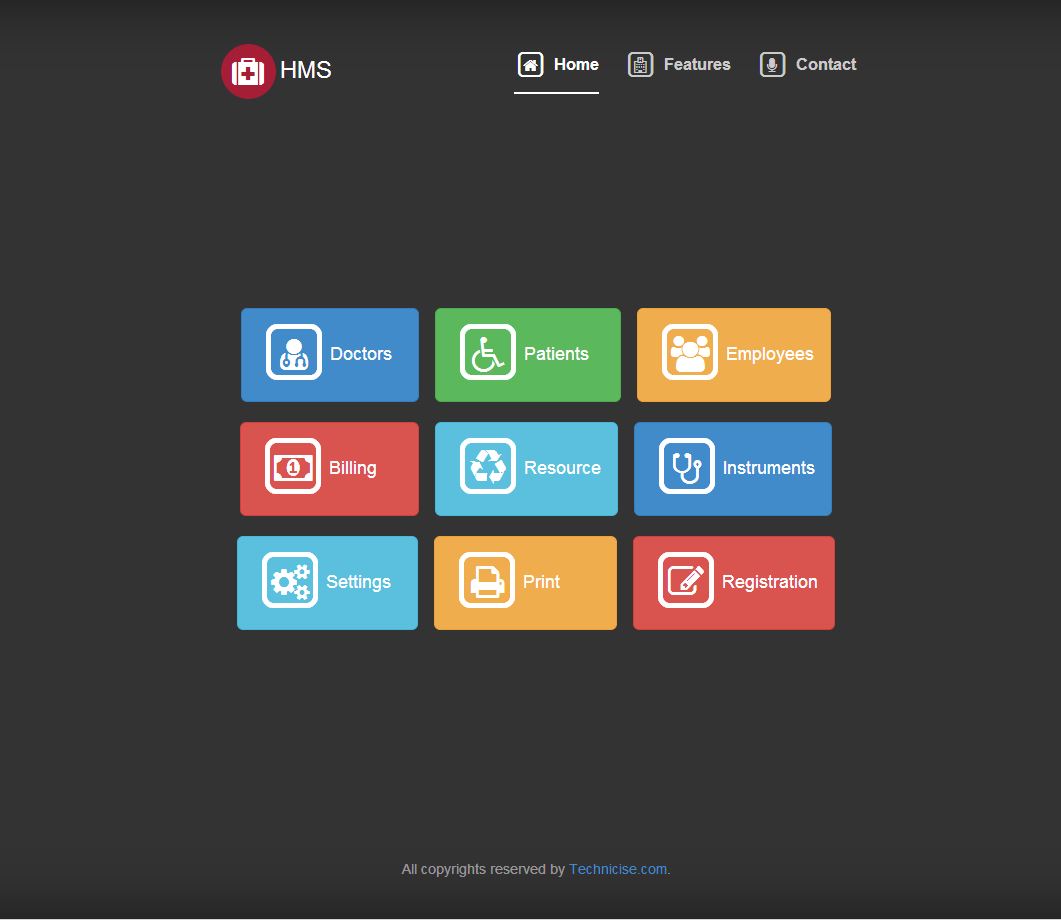 HMS
Home Features Contact
Doctors Patients Employees
1
Billing Resource Instruments
Settings Print Registration
All copyrights reserved by Technicise.com.